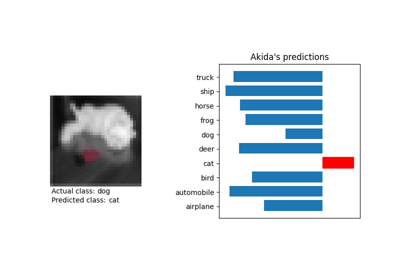 Akida's predictions
truck
ship
horse
frog
dog
deer
cat
bird
automobile
airplane
Actual class: dog
Predicted class: cat